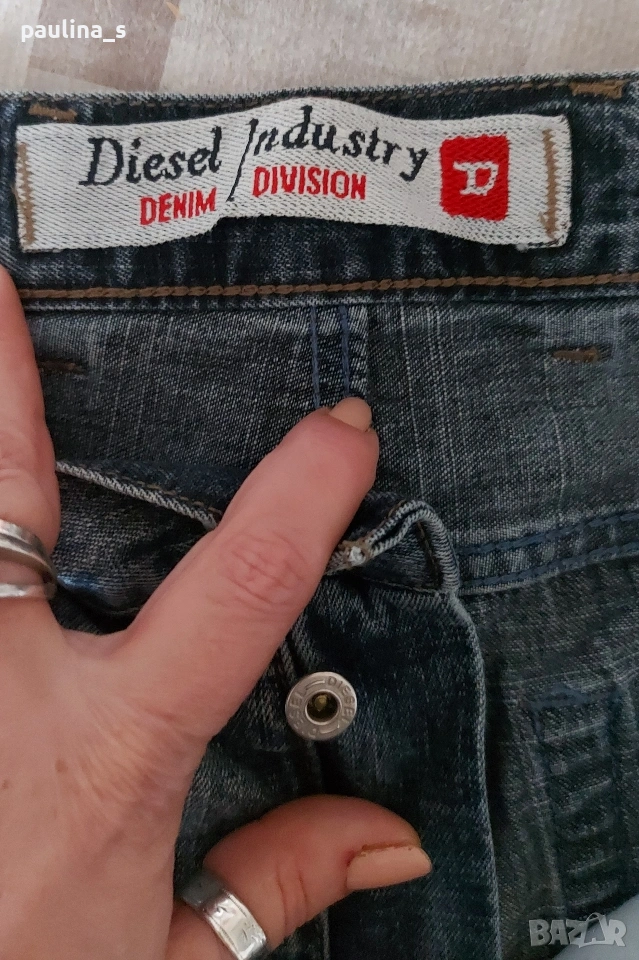 paulina_s
Diesel Industry
DENIM DIVISION
D
DIESEL
BAZAR